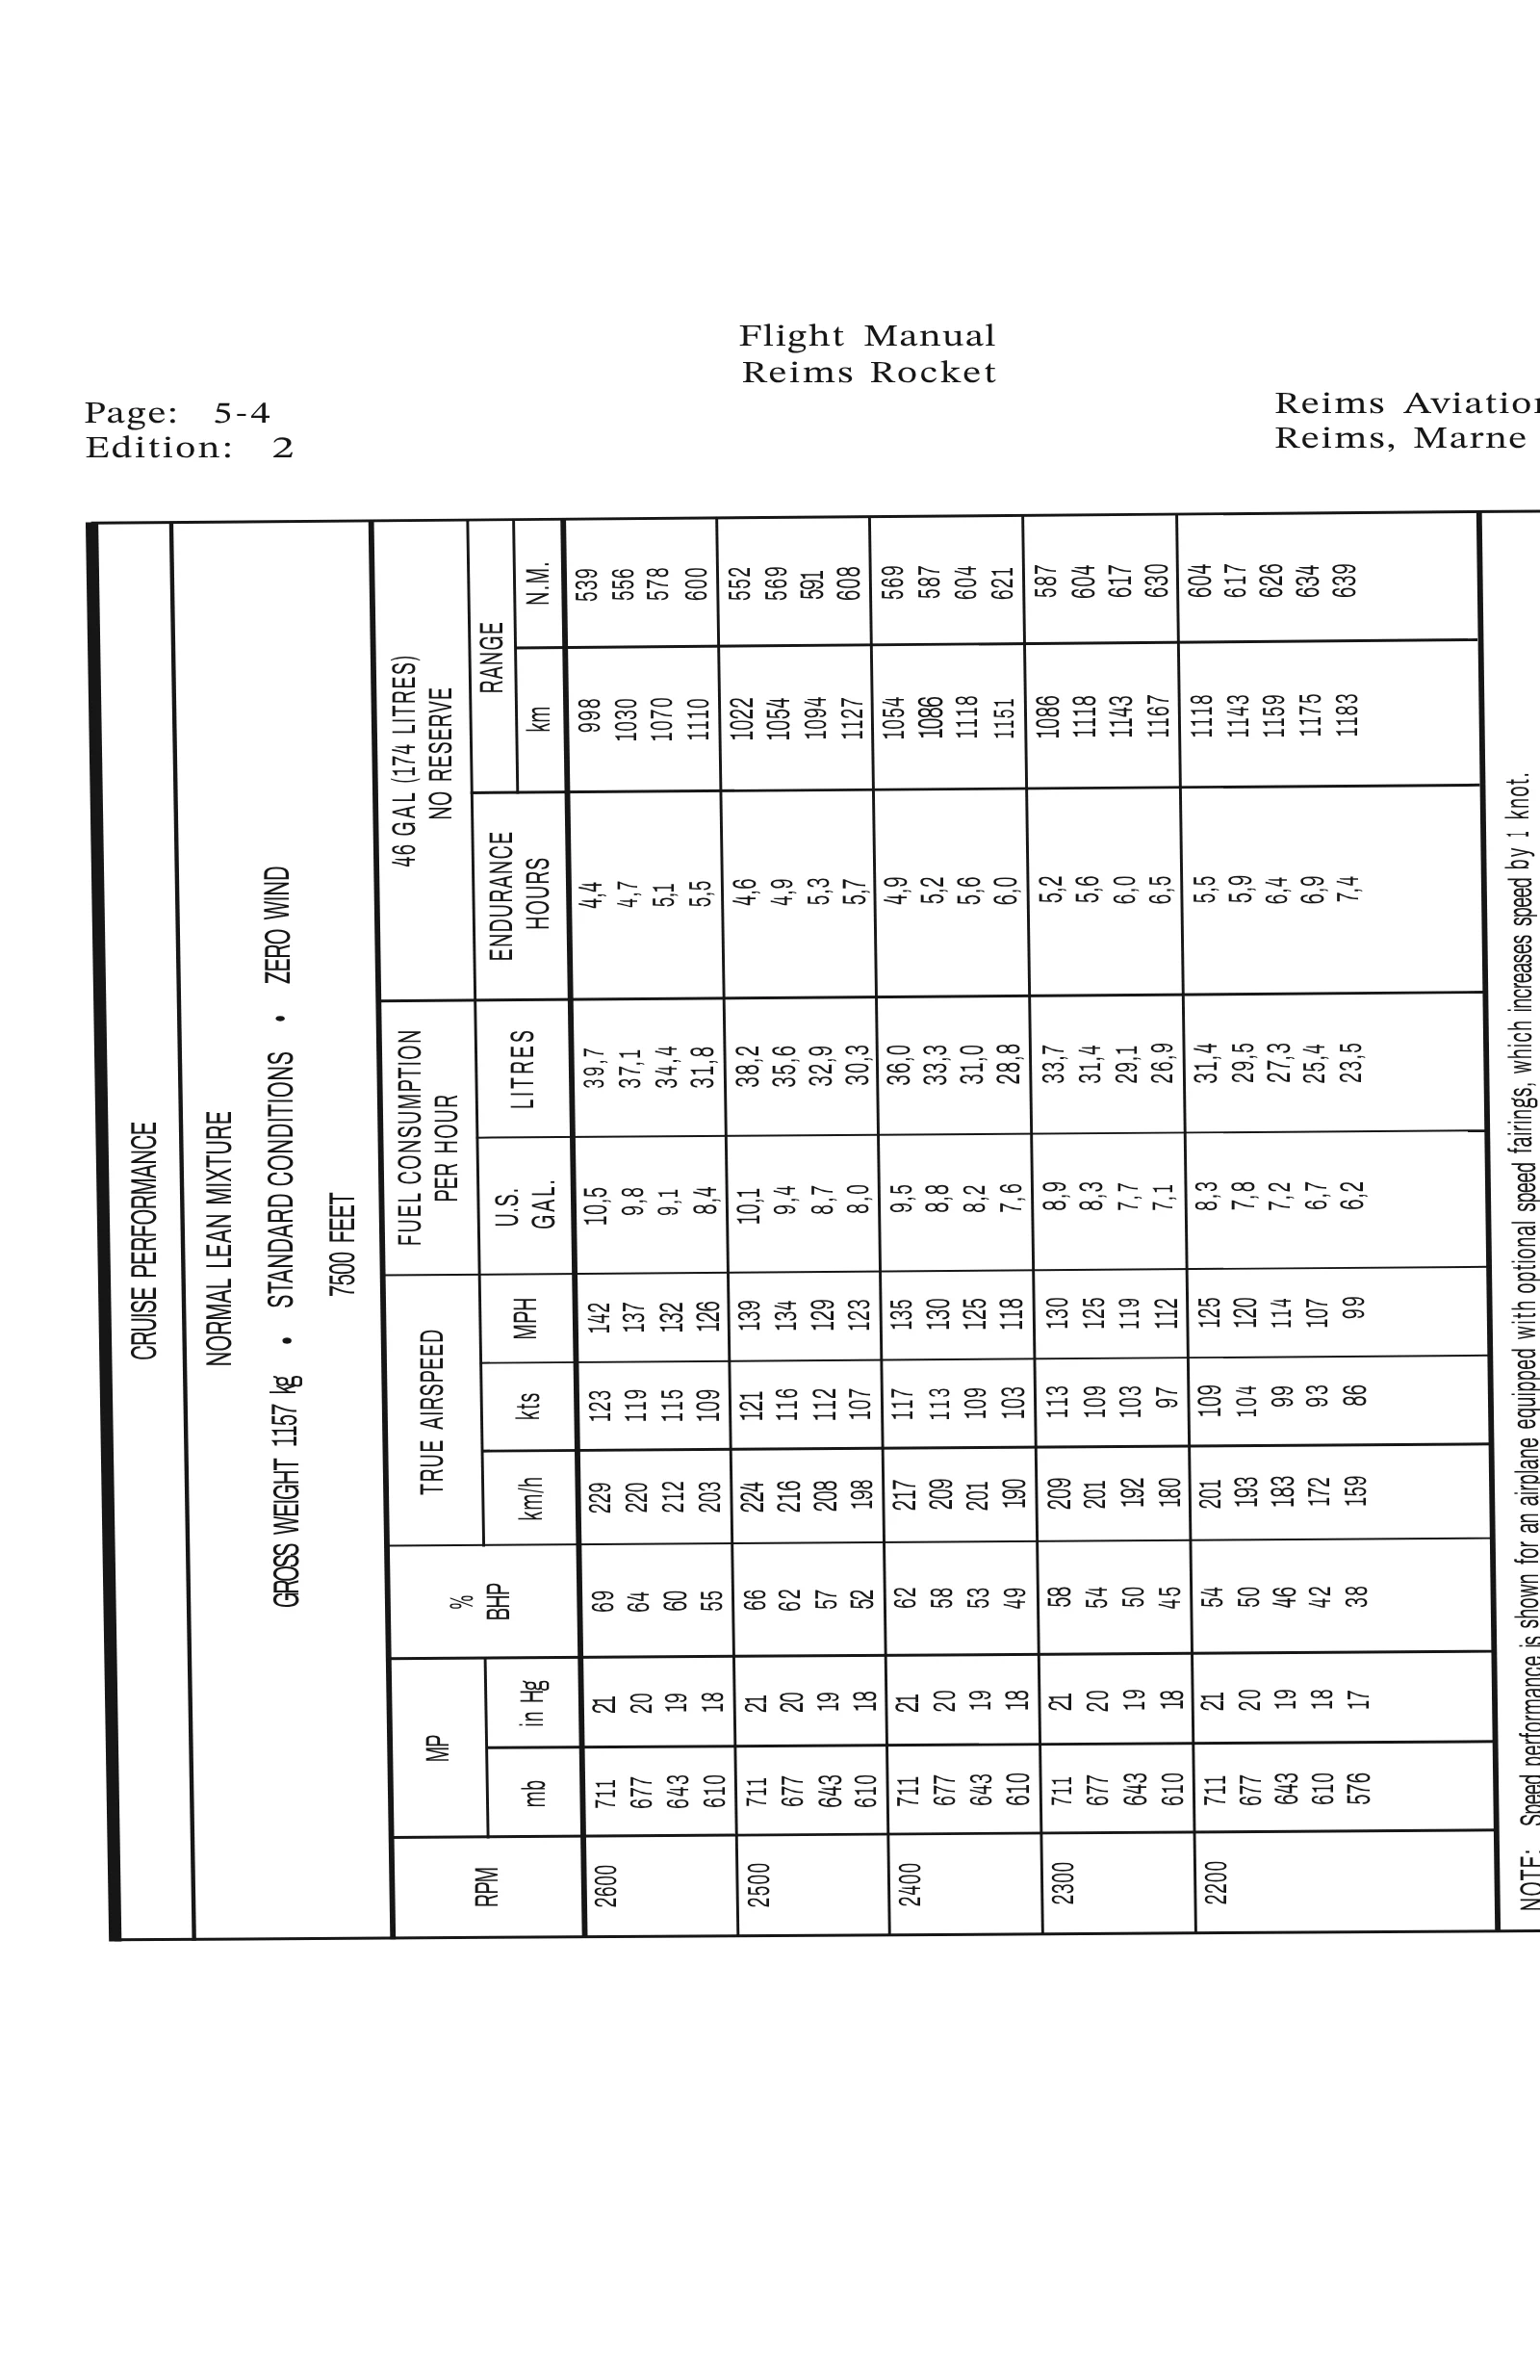 Flight Manual
Reims Rocket
Page: 5-4
Edition: 2
Reims Aviation
Reims, Marne
CRUISE PERFORMANCE
NORMAL LEAN MIXTURE
GROSS WEIGHT 1157 kg • STANDARD CONDITIONS • ZERO WIND
7500 FEET
RPM MP % BHP TRUE AIRSPEED FUEL CONSUMPTION PER HOUR 46 GAL (174 LITRES) NO RESERVE
mb in Hg km/h kts MPH U.S. GAL. LITRES ENDURANCE HOURS RANGE
km N.M.
2600 711 21 69 229 123 142 10,5 39,7 4,4 998 539
677 20 64 220 119 137 9,8 37,1 4,7 1030 556
643 19 60 212 115 132 9,1 34,4 5,1 1070 578
610 18 55 203 109 126 8,4 31,8 5,5 1110 600
2500 711 21 66 224 121 139 10,1 38,2 4,6 1022 552
677 20 62 216 116 134 9,4 35,6 4,9 1054 569
643 19 57 208 112 129 8,7 32,9 5,3 1094 591
610 18 52 198 107 123 8,0 30,3 5,7 1127 608
2400 711 21 62 217 117 135 9,5 36,0 4,9 1054 569
677 20 58 209 113 130 8,8 33,3 5,2 1086 587
643 19 53 201 109 125 8,2 31,0 5,6 1118 604
610 18 49 190 103 118 7,6 28,8 6,0 1151 621
2300 711 21 58 209 113 130 8,9 33,7 5,2 1086 587
677 20 54 201 109 125 8,3 31,4 5,6 1118 604
643 19 50 192 103 119 7,7 29,1 6,0 1143 617
610 18 45 180 97 112 7,1 26,9 6,5 1167 630
2200 711 21 54 201 109 125 8,3 31,4 5,5 1118 604
677 20 50 193 104 120 7,8 29,5 5,9 1143 617
643 19 46 183 99 114 7,2 27,3 6,4 1159 626
610 18 42 172 93 107 6,7 25,4 6,9 1175 634
576 17 38 159 86 99 6,2 23,5 7,4 1183 639
NOTE: Speed performance is shown for an airplane equipped with optional speed fairings, which increases speed by 1 knot.